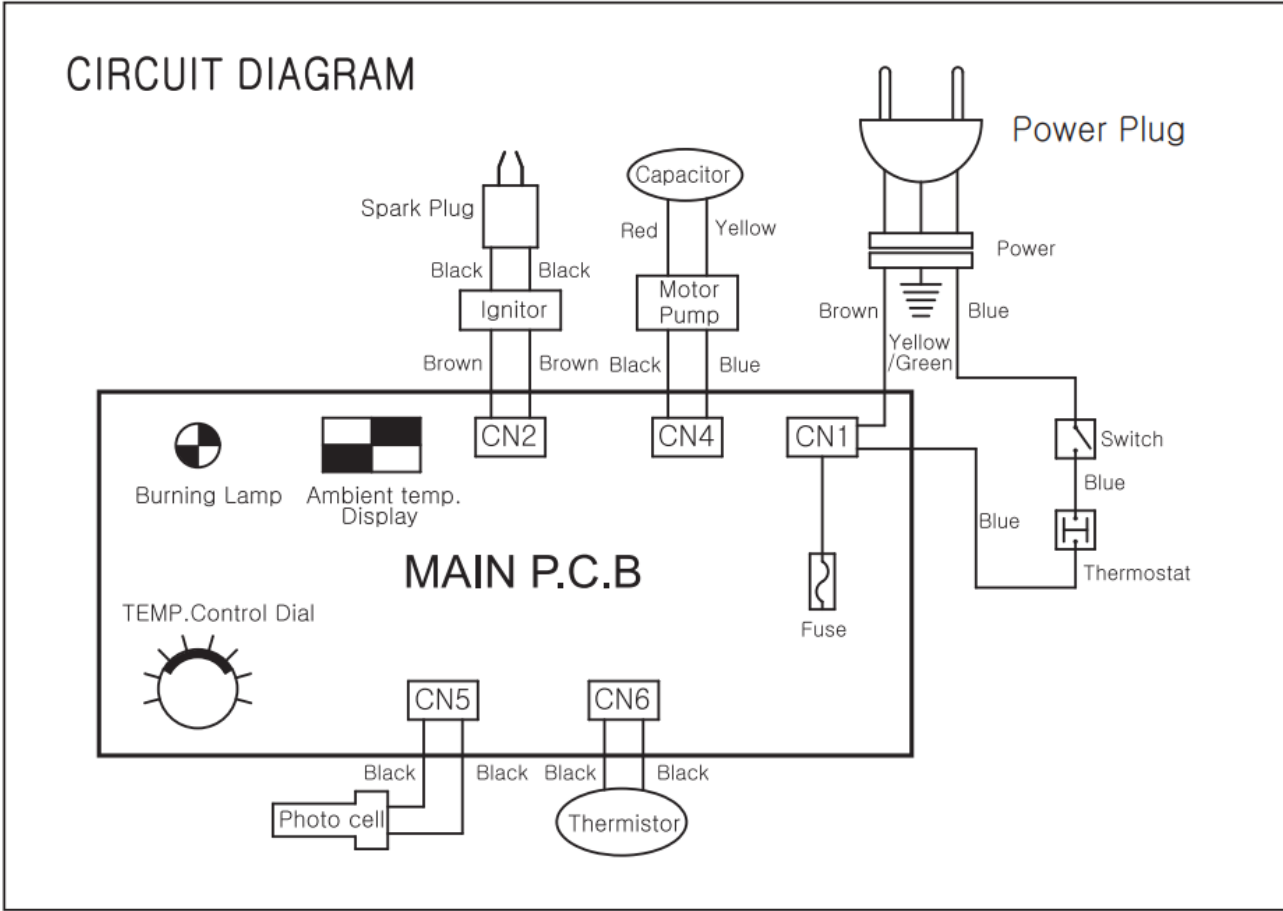 CIRCUIT DIAGRAM
Power Plug
Capacitor
Spark Plug
Red
Yellow
Power
Black
Black
Ignitor
Motor
Pump
Brown
Blue
Yellow
/Green
Brown
Brown
Black
Blue
CN2
CN4
CN1
Switch
Burning Lamp
Ambient temp.
Display
Blue
Blue
MAIN P.C.B
Thermostat
TEMP.Control Dial
Fuse
CN5
CN6
Black
Black
Black
Black
Photo cell
Thermistor